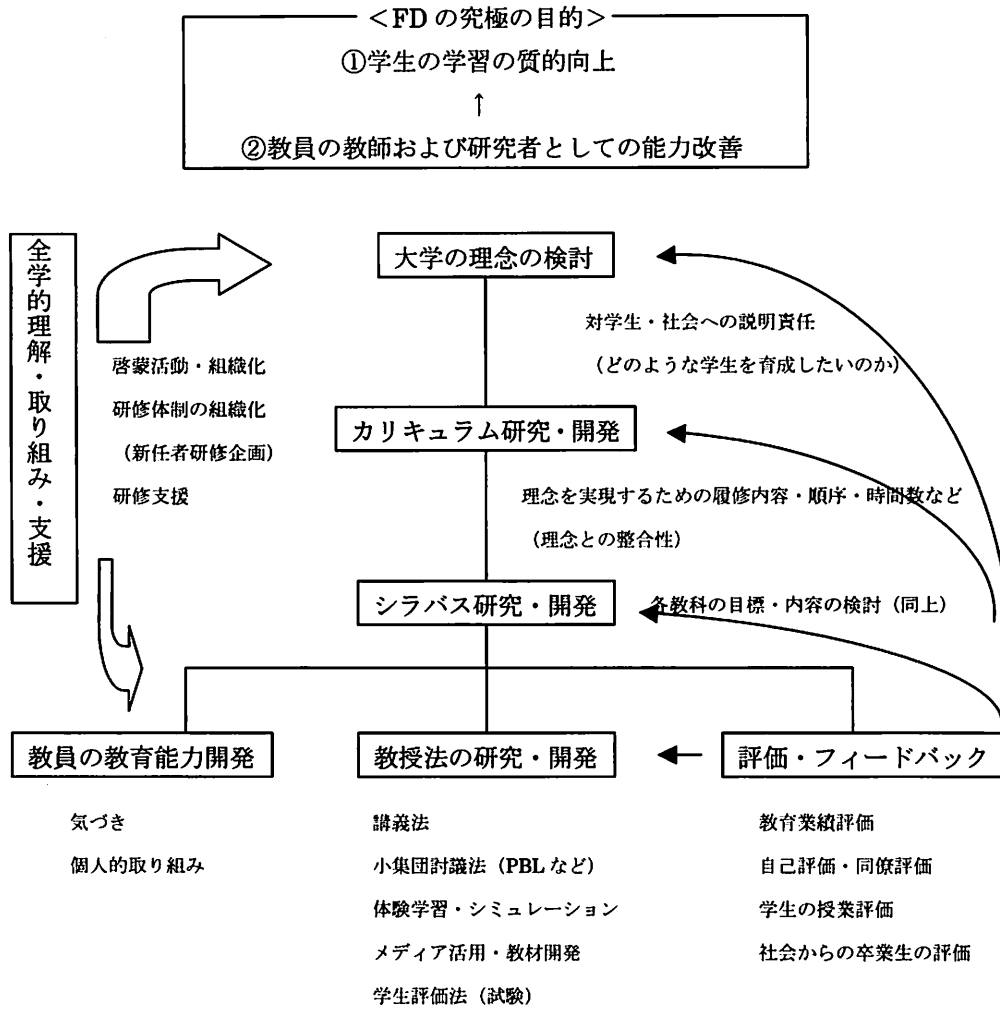 ＜FDの究極の目的＞
①学生の学習の質的向上
↑
②教員の教師および研究者としての能力改善
全学的理解・取り組み・支援
啓蒙活動・組織化
研修体制の組織化
（新任者研修企画）
研修支援
大学の理念の検討
対学生・社会への説明責任
（どのような学生を育成したいのか）
カリキュラム研究・開発
理念を実現するための履修内容・順序・時間数など
（理念との整合性）
シラバス研究・開発
各教科の目標・内容の検討（同上）
教員の教育能力開発
気づき
個人的取り組み
教授法の研究・開発
講義法
小集団討議法（PBLなど）
体験学習・シミュレーション
メディア活用・教材開発
学生評価法（試験）
評価・フィードバック
教育業績評価
自己評価・同僚評価
学生の授業評価
社会からの卒業生の評価